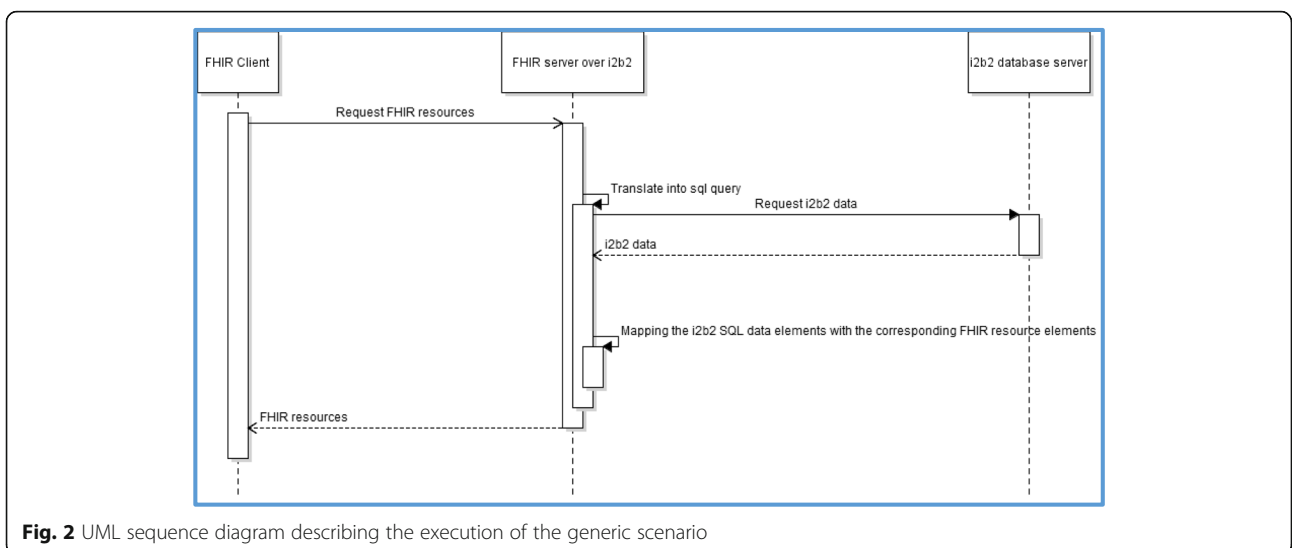 FHIR Client
FHIR server over i2b2
i2b2 database server
Request FHIR resources
Translate into sql query
Request i2b2 data
i2b2 data
Mapping the i2b2 SQL data elements with the corresponding FHIR resource elements
FHIR resources
Fig. 2 UML sequence diagram describing the execution of the generic scenario